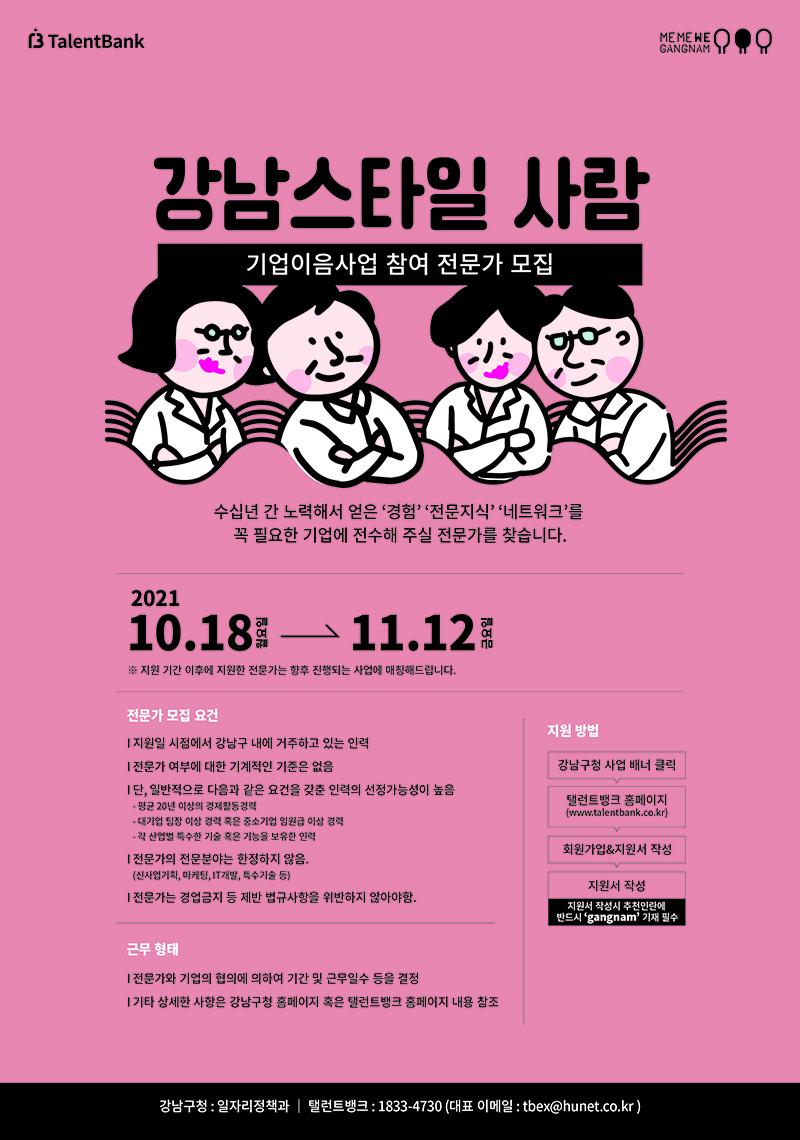 TalentBank
MEMEWE
GANGNAM
강남스타일 사람
기업이음사업 참여 전문가 모집
수십년 간 노력해서 얻은 ‘경험’ ‘전문지식’ ‘네트워크’를
꼭 필요한 기업에 전수해 주실 전문가를 찾습니다.
2021
10.18 월요일 11.12 금요일
※ 지원 기간 이후에 지원한 전문가는 향후 진행되는 사업에 매칭해드립니다.
전문가 모집 요건
I 지원일 시점에서 강남구 내에 거주하고 있는 인력
I 전문가 여부에 대한 기계적인 기준은 없음
I 단, 일반적으로 다음과 같은 요건을 갖춘 인력의 선정가능성이 높음
- 평균 20년 이상의 경제활동경력
- 대기업 팀장 이상 경력 혹은 중소기업 임원급 이상 경력
- 각 산업별 특수한 기술 혹은 기능을 보유한 인력
I 전문가의 전문분야는 한정하지 않음.
(신사업기획, 마케팅, IT개발, 특수기술 등)
I 전문가는 경업금지 등 제반 법규사항을 위반하지 않아야함.
근무 형태
I 전문가와 기업의 협의에 의하여 기간 및 근무일수 등을 결정
I 기타 상세한 사항은 강남구청 홈페이지 혹은 탤런트뱅크 홈페이지 내용 참조
지원 방법
강남구청 사업 배너 클릭
탤런트뱅크 홈페이지
(www.talentbank.co.kr)
회원가입&지원서 작성
지원서 작성
지원서 작성시 추천인란에
반드시 ‘gangnam’ 기재 필수
강남구청 : 일자리정책과 | 탤런트뱅크 : 1833-4730 (대표 이메일 : tbex@hunet.co.kr )